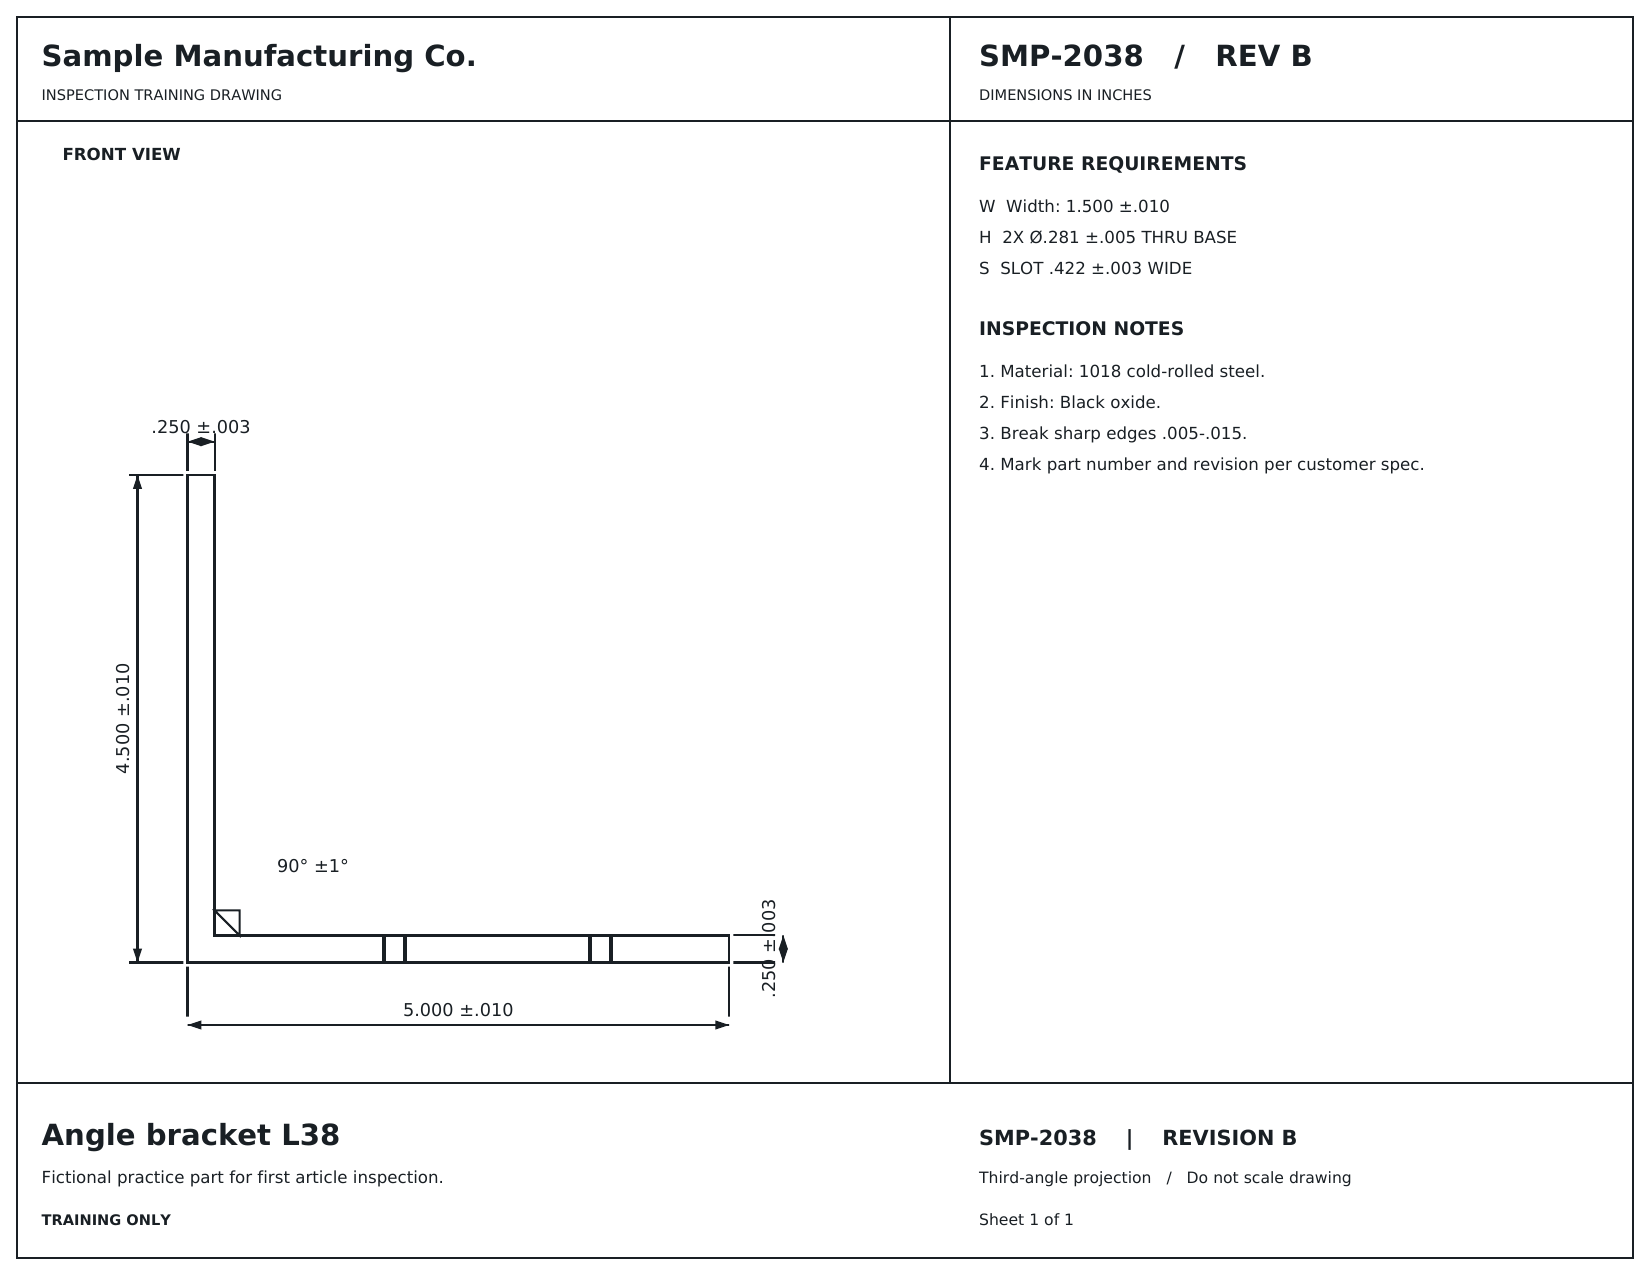 Sample Manufacturing Co.
INSPECTION TRAINING DRAWING
SMP-2038 / REV B
DIMENSIONS IN INCHES
FRONT VIEW
.250 ±.003
4.500 ±.010
90° ±1°
.250 ±.003
5.000 ±.010
FEATURE REQUIREMENTS
W Width: 1.500 ±.010
H 2X Ø.281 ±.005 THRU BASE
S SLOT .422 ±.003 WIDE
INSPECTION NOTES
1. Material: 1018 cold-rolled steel.
2. Finish: Black oxide.
3. Break sharp edges .005-.015.
4. Mark part number and revision per customer spec.
Angle bracket L38
Fictional practice part for first article inspection.
TRAINING ONLY
SMP-2038 | REVISION B
Third-angle projection / Do not scale drawing
Sheet 1 of 1